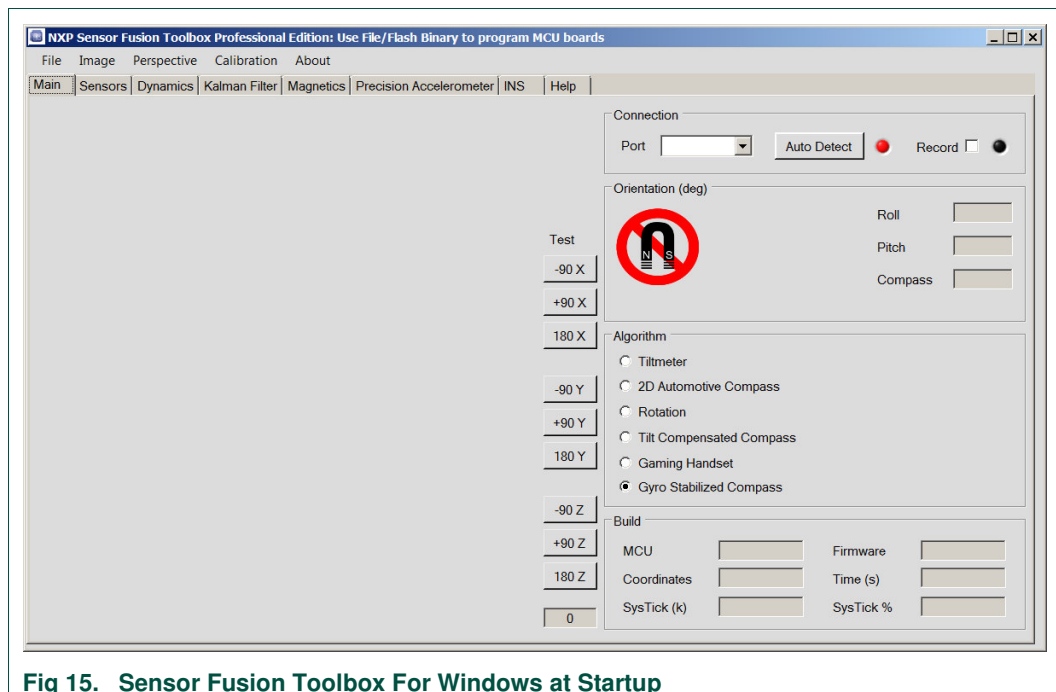 NXP Sensor Fusion Toolbox Professional Edition: Use File/Flash Binary to program MCU boards
File Image Perspective Calibration About
Main Sensors Dynamics Kalman Filter Magnetics Precision Accelerometer INS Help
Connection
Port Auto Detect Record
Orientation (deg)
N S
Roll
Pitch
Compass
Test
-90 X
+90 X
180 X
-90 Y
+90 Y
180 Y
-90 Z
+90 Z
180 Z
0
Algorithm
Tiltmeter
2D Automotive Compass
Rotation
Tilt Compensated Compass
Gaming Handset
Gyro Stabilized Compass
Build
MCU Firmware
Coordinates Time (s)
SysTick (k) SysTick %
Fig 15. Sensor Fusion Toolbox For Windows at Startup